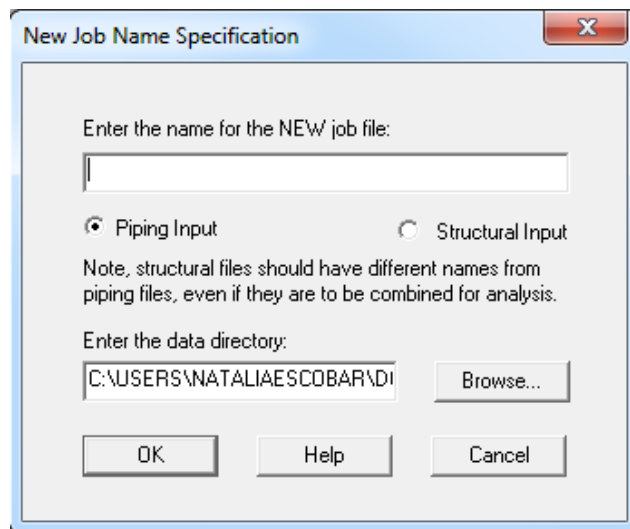 New Job Name Specification
Enter the name for the NEW job file:
Piping Input
Structural Input
Note, structural files should have different names from
piping files, even if they are to be combined for analysis.
Enter the data directory:
C:\USERS\NATALIAESCOBAR\D
Browse...
OK
Help
Cancel